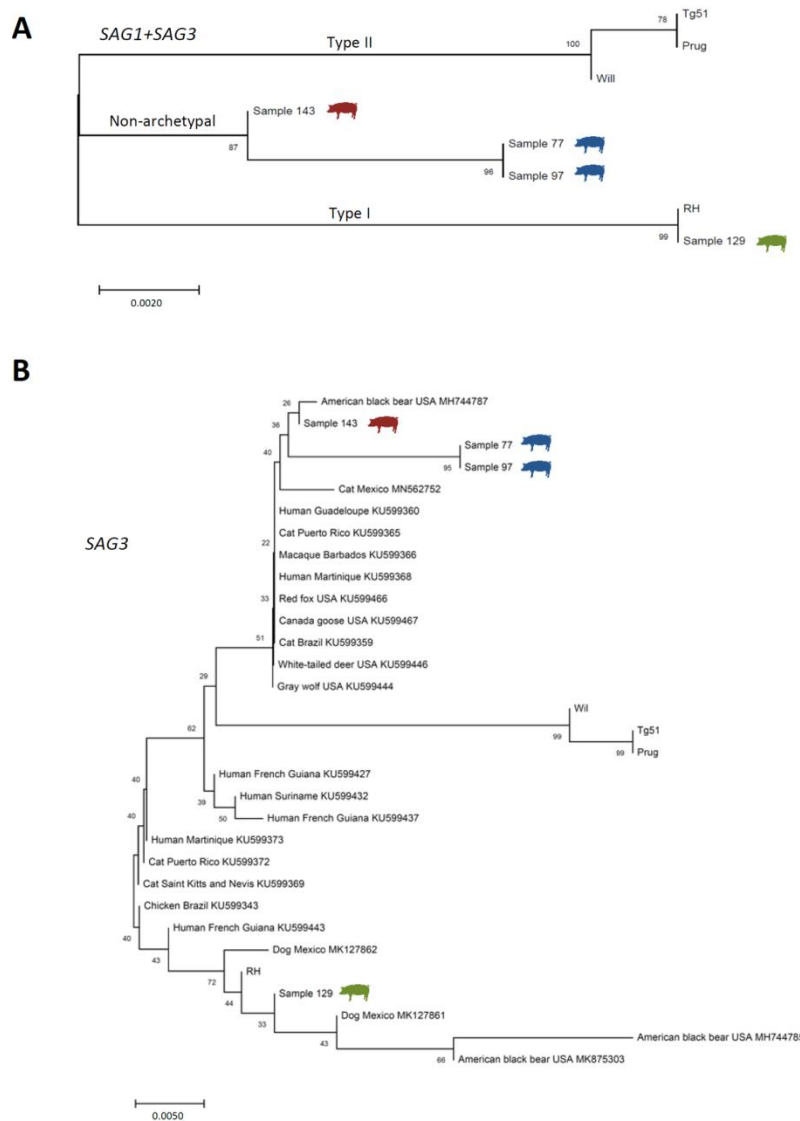 A
SAG1+SAG3
Type II
100
78
Tg51
Prug
Will
Non-archetypal
Sample 143
87
Sample 77
96
Sample 97
Type I
RH
99
Sample 129
0.0020
B
SAG3
26
American black bear USA MH744787
36
Sample 143
40
Sample 77
95
Sample 97
Cat Mexico MN562752
Human Guadeloupe KU599360
22
Cat Puerto Rico KU599365
Macaque Barbados KU599366
33
Human Martinique KU599368
Red fox USA KU599466
Canada goose USA KU599467
51
Cat Brazil KU599359
White-tailed deer USA KU599446
29
Gray wolf USA KU599444
Wil
62
99
Tg51
99
Prug
40
Human French Guiana KU599427
39
Human Suriname KU599432
50
Human French Guiana KU599437
40
Human Martinique KU599373
Cat Puerto Rico KU599372
Cat Saint Kitts and Nevis KU599369
Chicken Brazil KU599343
40
Human French Guiana KU599443
43
Dog Mexico MK127862
72
RH
44
Sample 129
33
Dog Mexico MK127861
43
American black bear USA MH744785
66
American black bear USA MK875303
0.0050